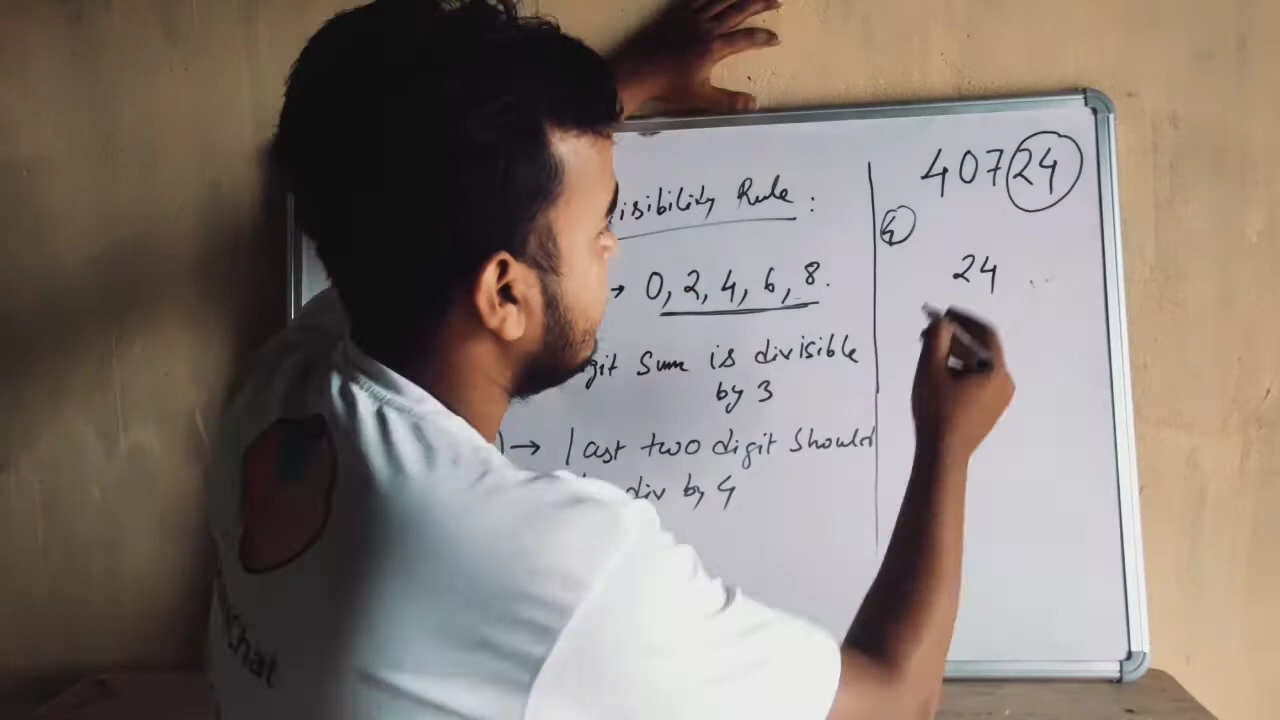 isibility Rule :
→ 0, 2, 4, 6, 8.
git Sum is divisible
by 3
) → last two digit should
div by 4
40724
4
24
Chat